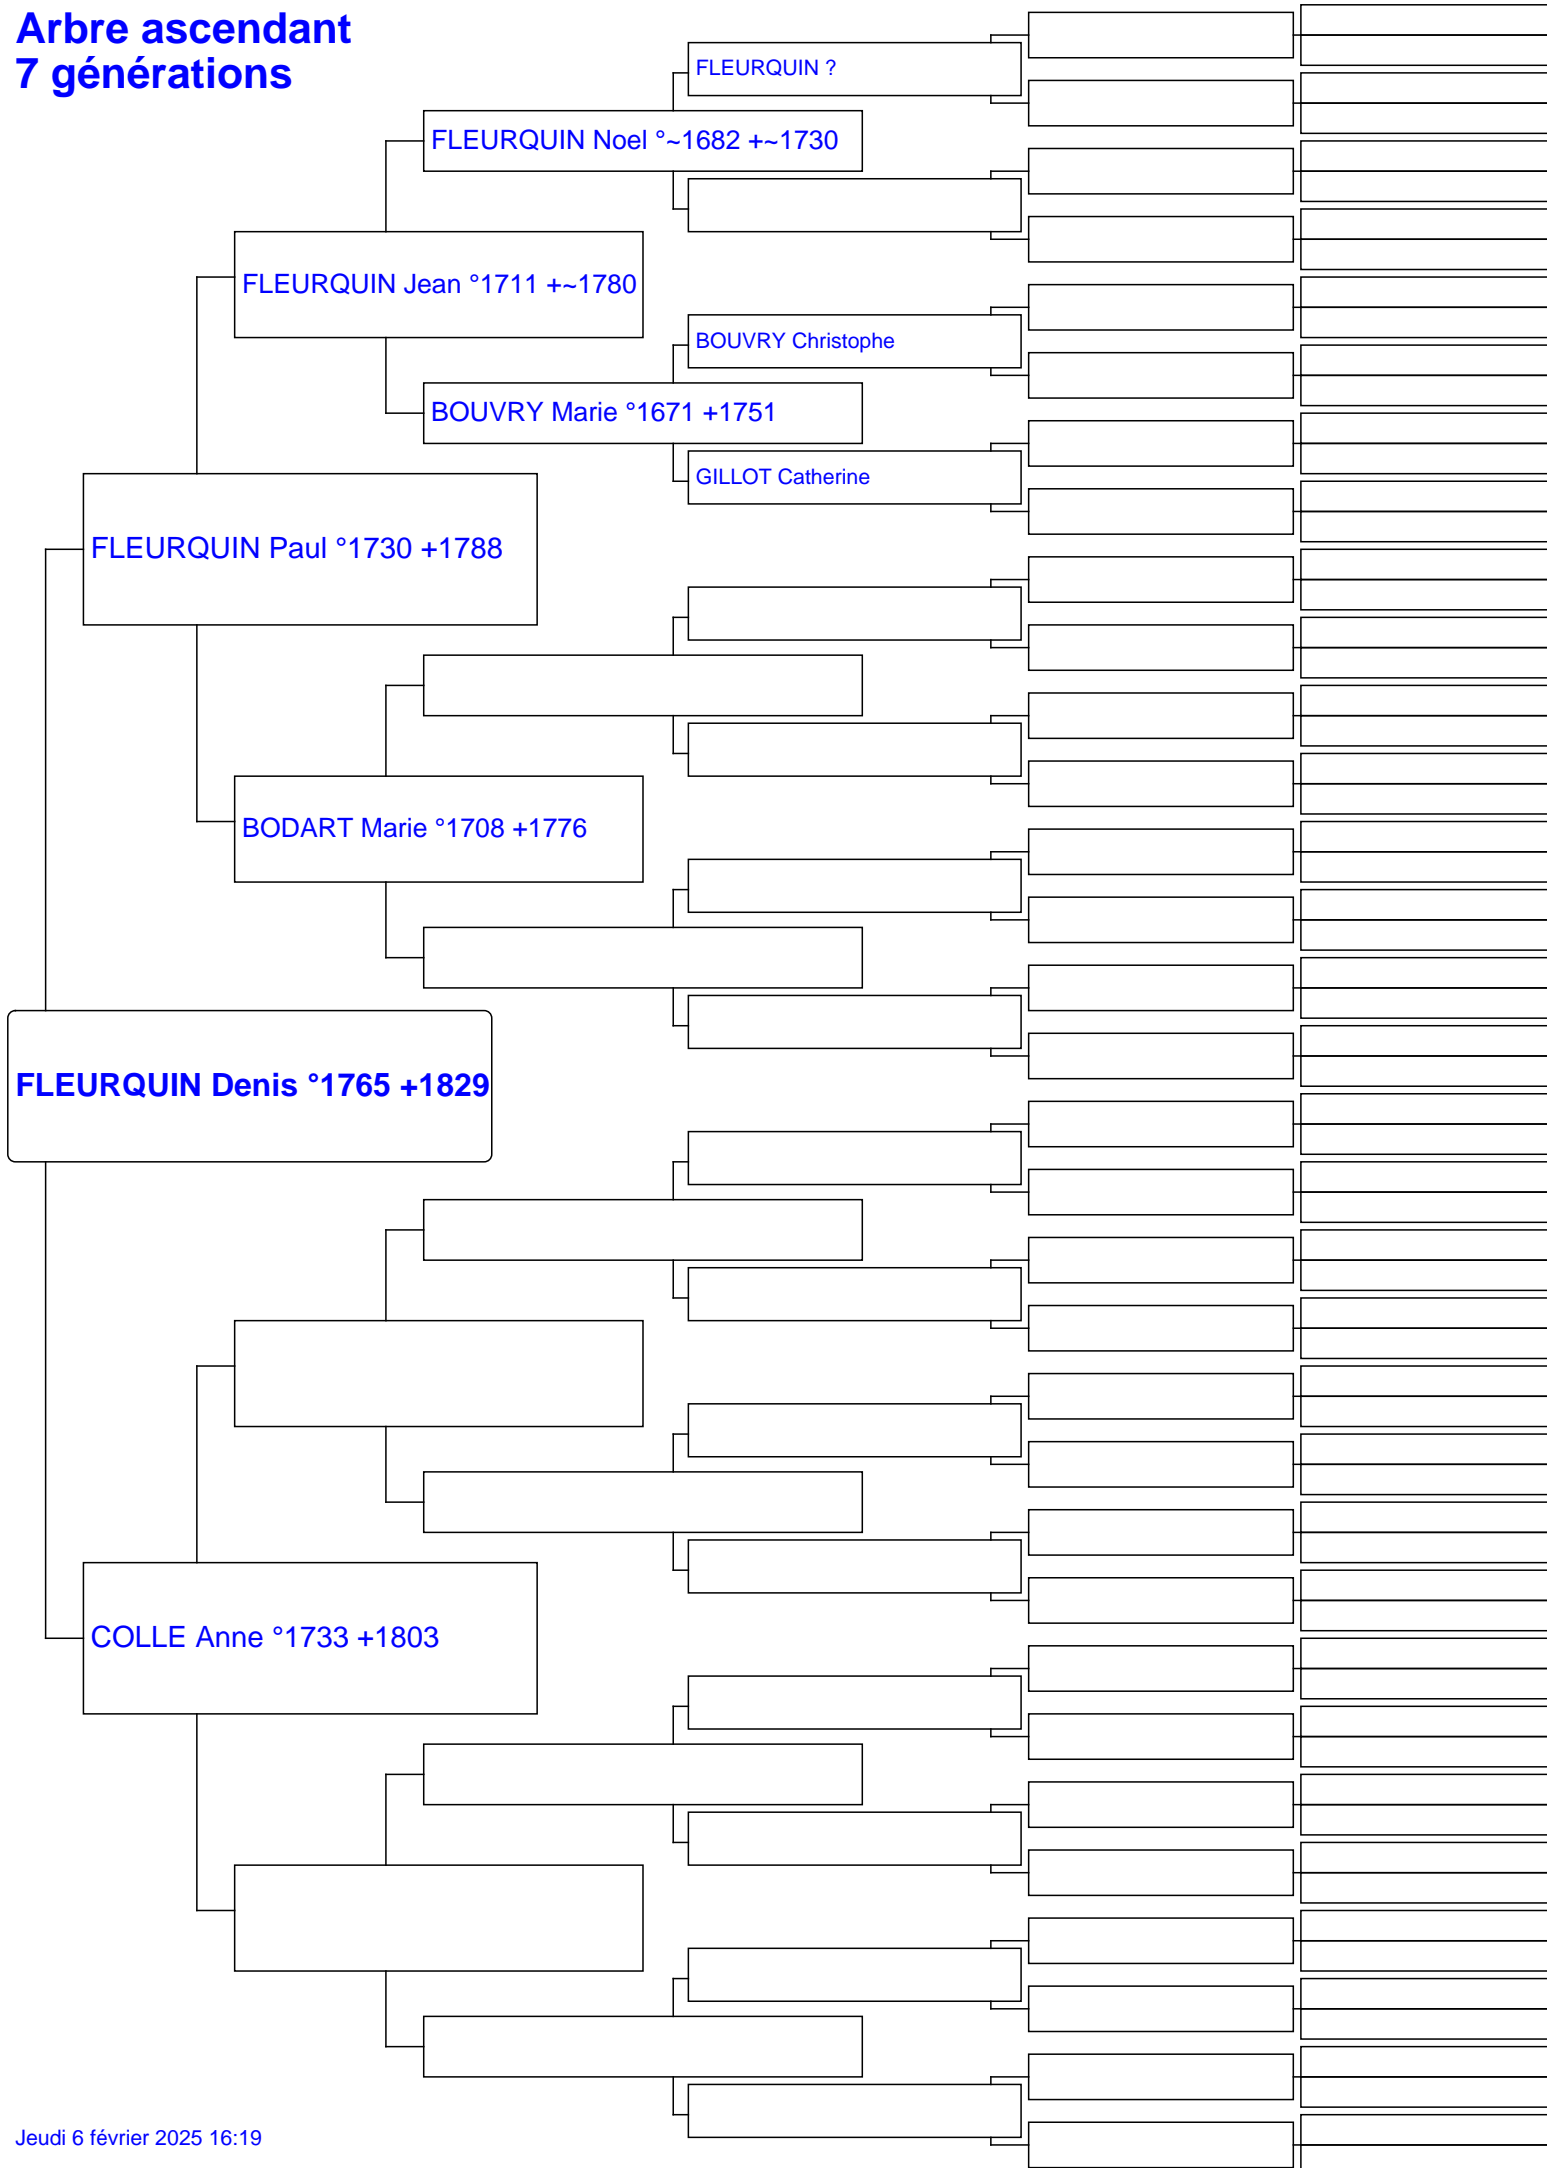 Arbre ascendant
7 générations
FLEURQUIN ?
FLEURQUIN Noel °~1682 +~1730
FLEURQUIN Jean °1711 +~1780
BOUVRY Christophe
BOUVRY Marie °1671 +1751
GILLOT Catherine
FLEURQUIN Paul °1730 +1788
BODART Marie °1708 +1776
FLEURQUIN Denis °1765 +1829
COLLE Anne °1733 +1803
Jeudi 6 février 2025 16:19